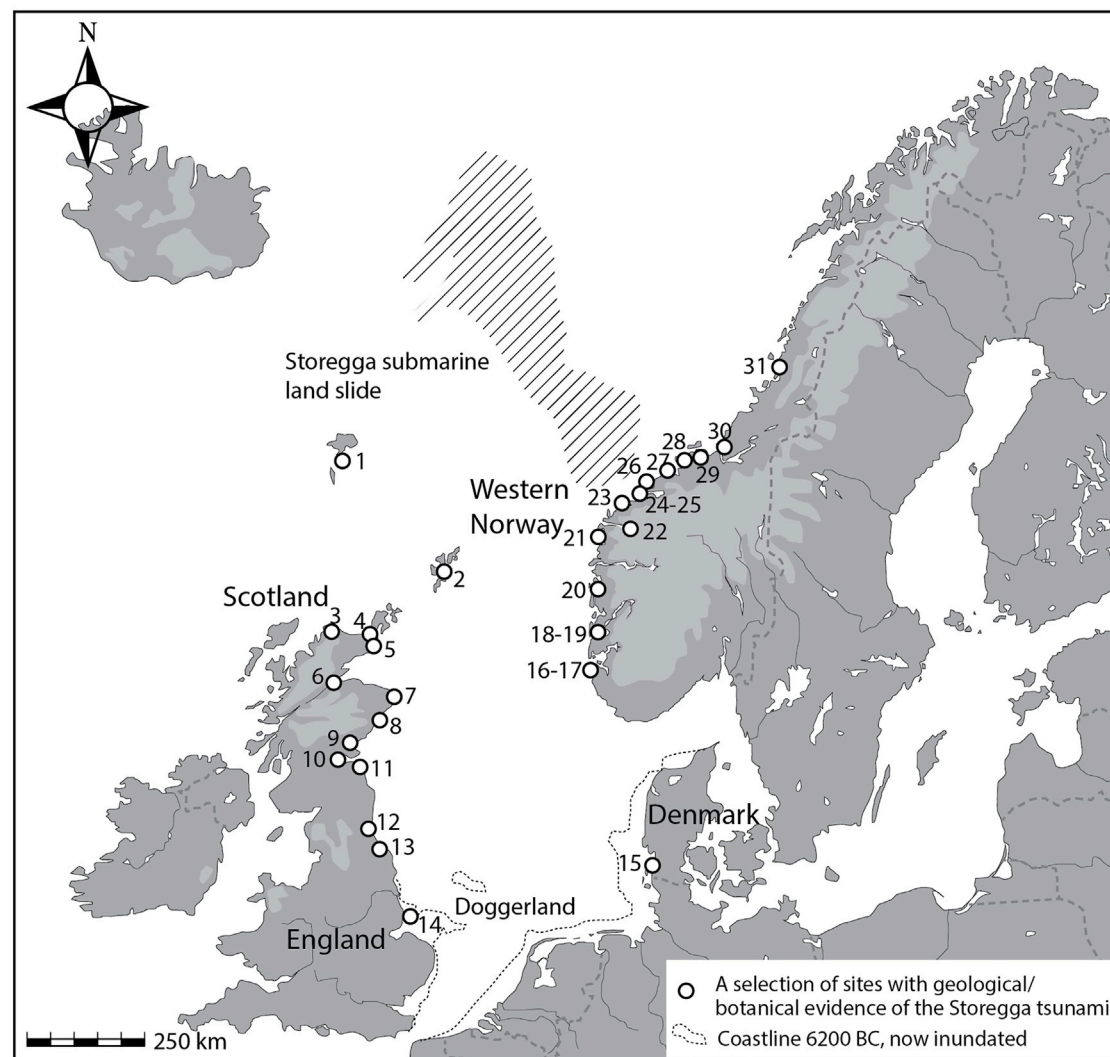 N
Storegga submarine
land slide
31
30
28
1
29
27
26
Western
Norway
23
24-25
22
21
2
20
Scotland
3
4
18-19
5
16-17
6
7
8
9
10
11
Denmark
12
13
15
Doggerland
14
England
A selection of sites with geological/
botanical evidence of the Storegga tsunami
Coastline 6200 BC, now inundated
250 km